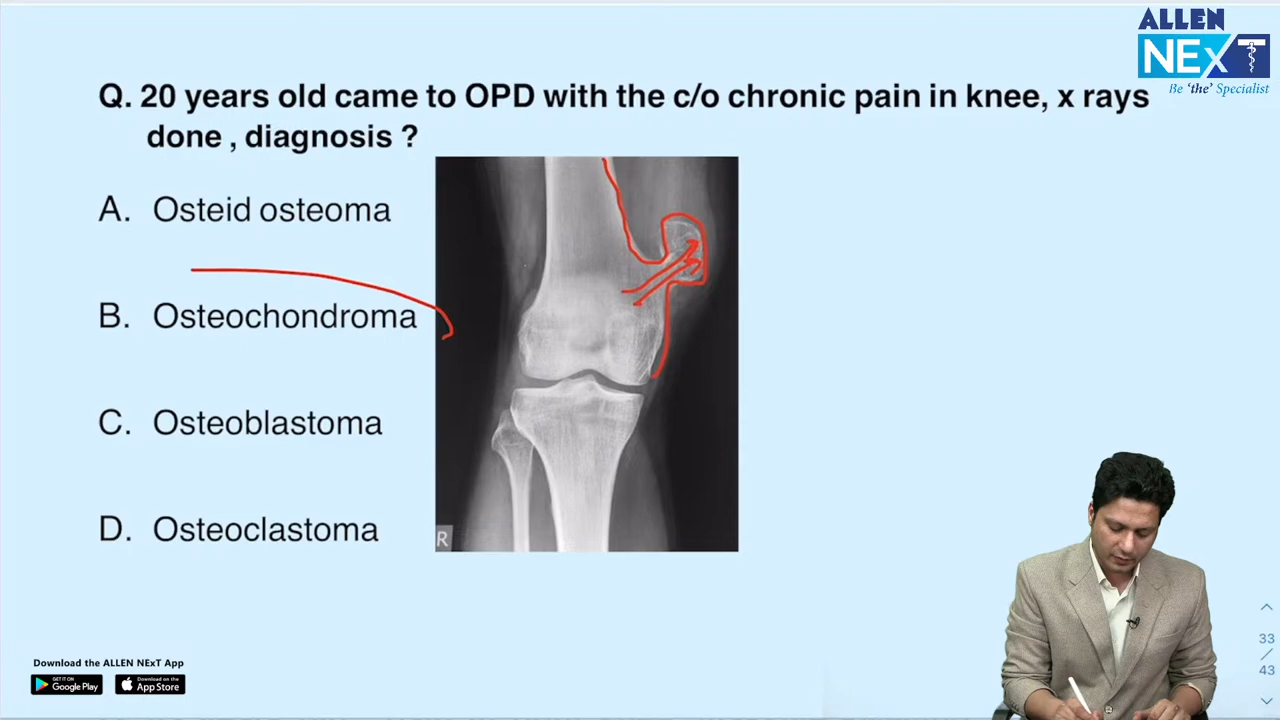 ALLEN
NExT
Be 'the' Specialist
Q. 20 years old came to OPD with the c/o chronic pain in knee, x rays
done , diagnosis ?
A. Osteid osteoma
B. Osteochondroma
C. Osteoblastoma
D. Osteoclastoma
R
Download the ALLEN NExT App
GET IT ON
Google Play
Download on the
App Store
33
/
43